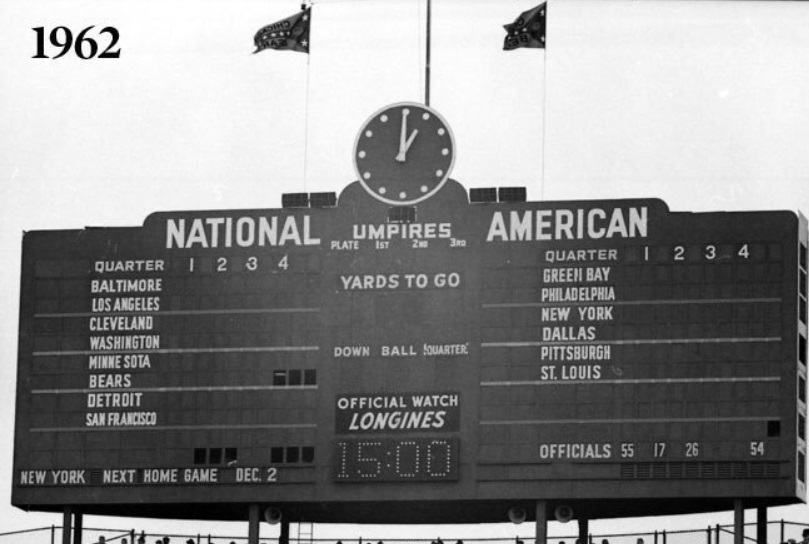 1962
NATIONAL
UMPIRES
AMERICAN
PLATE 1ST 2ND 3RD
QUARTER 1 2 3 4
BALTIMORE
LOS ANGELES
CLEVELAND
WASHINGTON
MINNESOTA
BEARS
DETROIT
SAN FRANCISCO
NEW YORK NEXT HOME GAME DEC. 2
YARDS TO GO
DOWN BALL QUARTER
OFFICIAL WATCH
LONGINES
15:00
QUARTER 1 2 3 4
GREEN BAY
PHILADELPHIA
NEW YORK
DALLAS
PITTSBURGH
ST. LOUIS
OFFICIALS 55 17 26 54